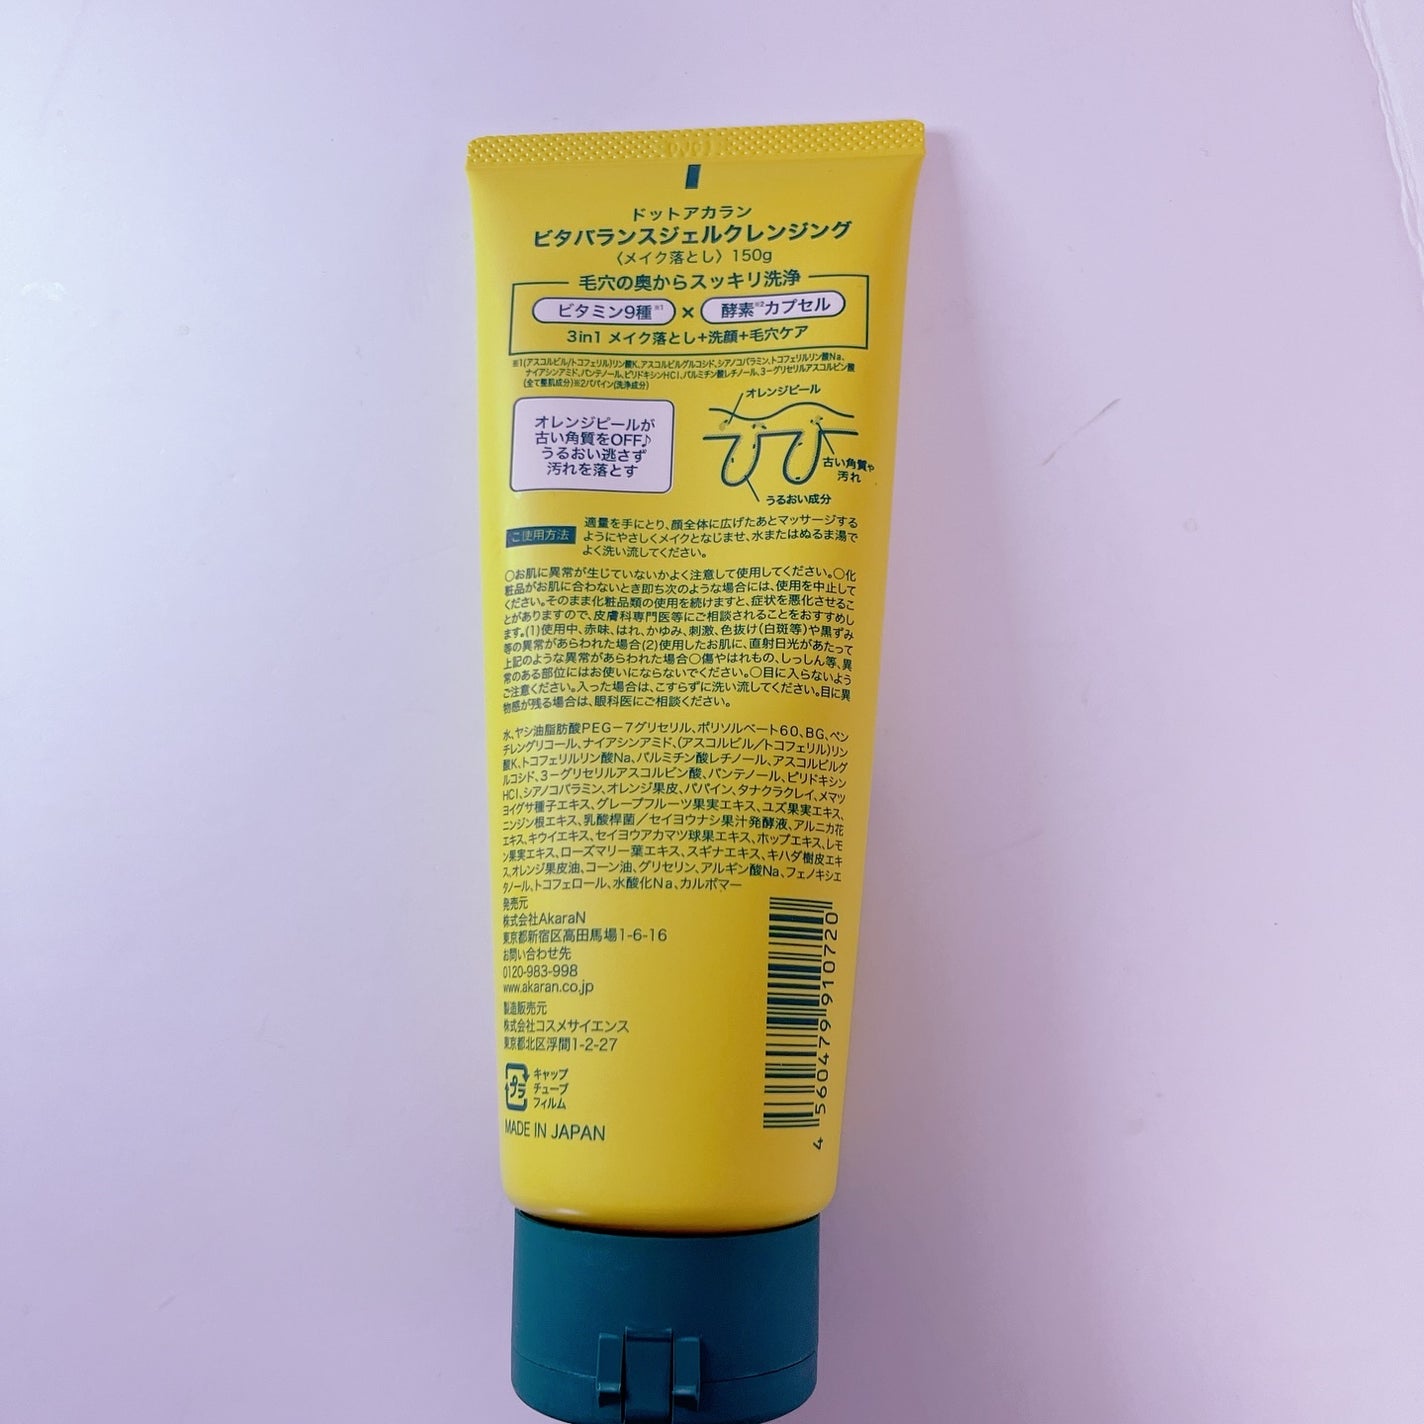 ドットアカラン
ビタバランスジェルクレンジング
〈メイク落とし〉150g
毛穴の奥からスッキリ洗浄
ビタミン9種※1 × 酵素※2カプセル
3in1 メイク落とし+洗顔+毛穴ケア
※1(アスコルビル/トコフェリル)リン酸K、アスコルビルグルコシド、シアノコバラミン、トコフェリルリン酸Na、
ナイアシンアミド、パンテノール、ピリドキシンHCl、パルミチン酸レチノール、3-グリセリルアスコルビン酸
(全て整肌成分)※2パパイン(洗浄成分)
オレンジピールが
古い角質をOFF♪
うるおい逃さず
汚れを落とす
オレンジピール
古い角質や
汚れ
うるおい成分
ご使用方法
適量を手にとり、顔全体に広げたあとマッサージする
ようにやさしくメイクとなじませ、水またはぬるま湯で
よく洗い流してください。
〇お肌に異常が生じていないかよく注意して使用してください。〇化
粧品がお肌に合わないとき即ち次のような場合には、使用を中止して
ください。そのまま化粧品類の使用を続けますと、症状を悪化させるこ
とがありますので、皮膚科専門医等にご相談されることをおすすめし
ます。(1)使用中、赤味、はれ、かゆみ、刺激、色抜け(白斑等)や黒ずみ
等の異常があらわれた場合(2)使用したお肌に、直射日光があたって
上記のような異常があらわれた場合〇傷やはれもの、しっしん等、異
常のある部位にはお使いにならないでください。〇目に入らないよう
ご注意ください。入った場合は、こすらずに洗い流してください。目に異
物感が残る場合は、眼科医にご相談ください。
水、ヤシ油脂肪酸PEG-7グリセリル、ポリソルベート60、BG、ペン
チレングリコール、ナイアシンアミド、(アスコルビル/トコフェリル)リン
酸K、トコフェリルリン酸Na、パルミチン酸レチノール、アスコルビルグ
ルコシド、3-グリセリルアスコルビン酸、パンテノール、ピリドキシン
HCl、シアノコバラミン、オレンジ果皮、パパイン、タナクラクレイ、メマツ
ヨイグサ種子エキス、グレープフルーツ果実エキス、ユズ果実エキス、
ニンジン根エキス、乳酸桿菌/セイヨウナシ果汁発酵液、アルニカ花
エキス、キウイエキス、セイヨウアカマツ球果エキス、ホップエキス、レモ
ン果実エキス、ローズマリー葉エキス、スギナエキス、キハダ樹皮エキ
ス、オレンジ果皮油、コーン油、グリセリン、アルギン酸Na、フェノキシエ
タノール、トコフェロール、水酸化Na、カルボマー
発売元
株式会社AkaraN
東京都新宿区高田馬場1-6-16
お問い合わせ先
0120-983-998
www.akaran.co.jp
製造販売元
株式会社コスメサイエンス
東京都北区浮間1-2-27
プラ
キャップ
チューブ
フィルム
MADE IN JAPAN
4 560479 910720